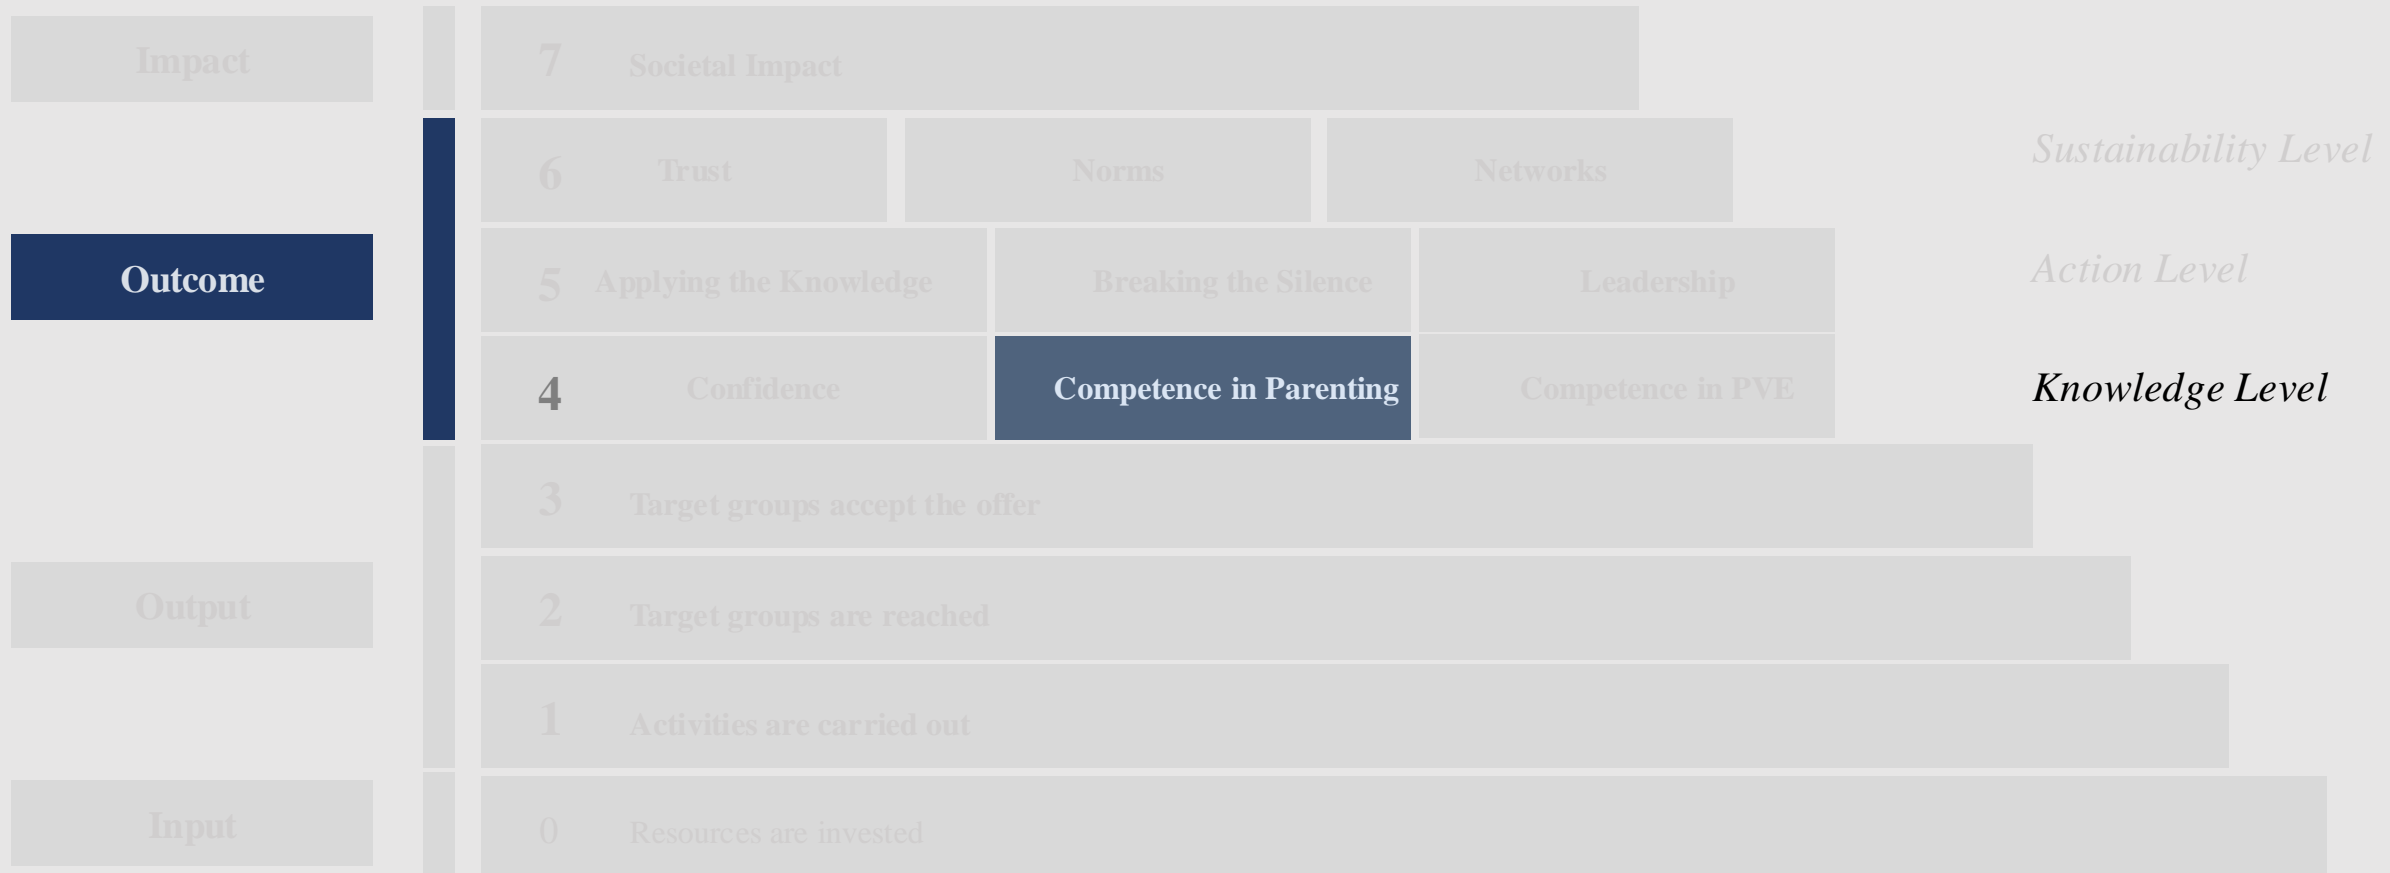 Impact
7 Societal Impact
6 Trust Norms Networks Sustainability Level
Outcome
5 Applying the Knowledge Breaking the Silence Leadership Action Level
4 Confidence Competence in Parenting Competence in PVE Knowledge Level
3 Target groups accept the offer
Output
2 Target groups are reached
1 Activities are carried out
Input
0 Resources are invested